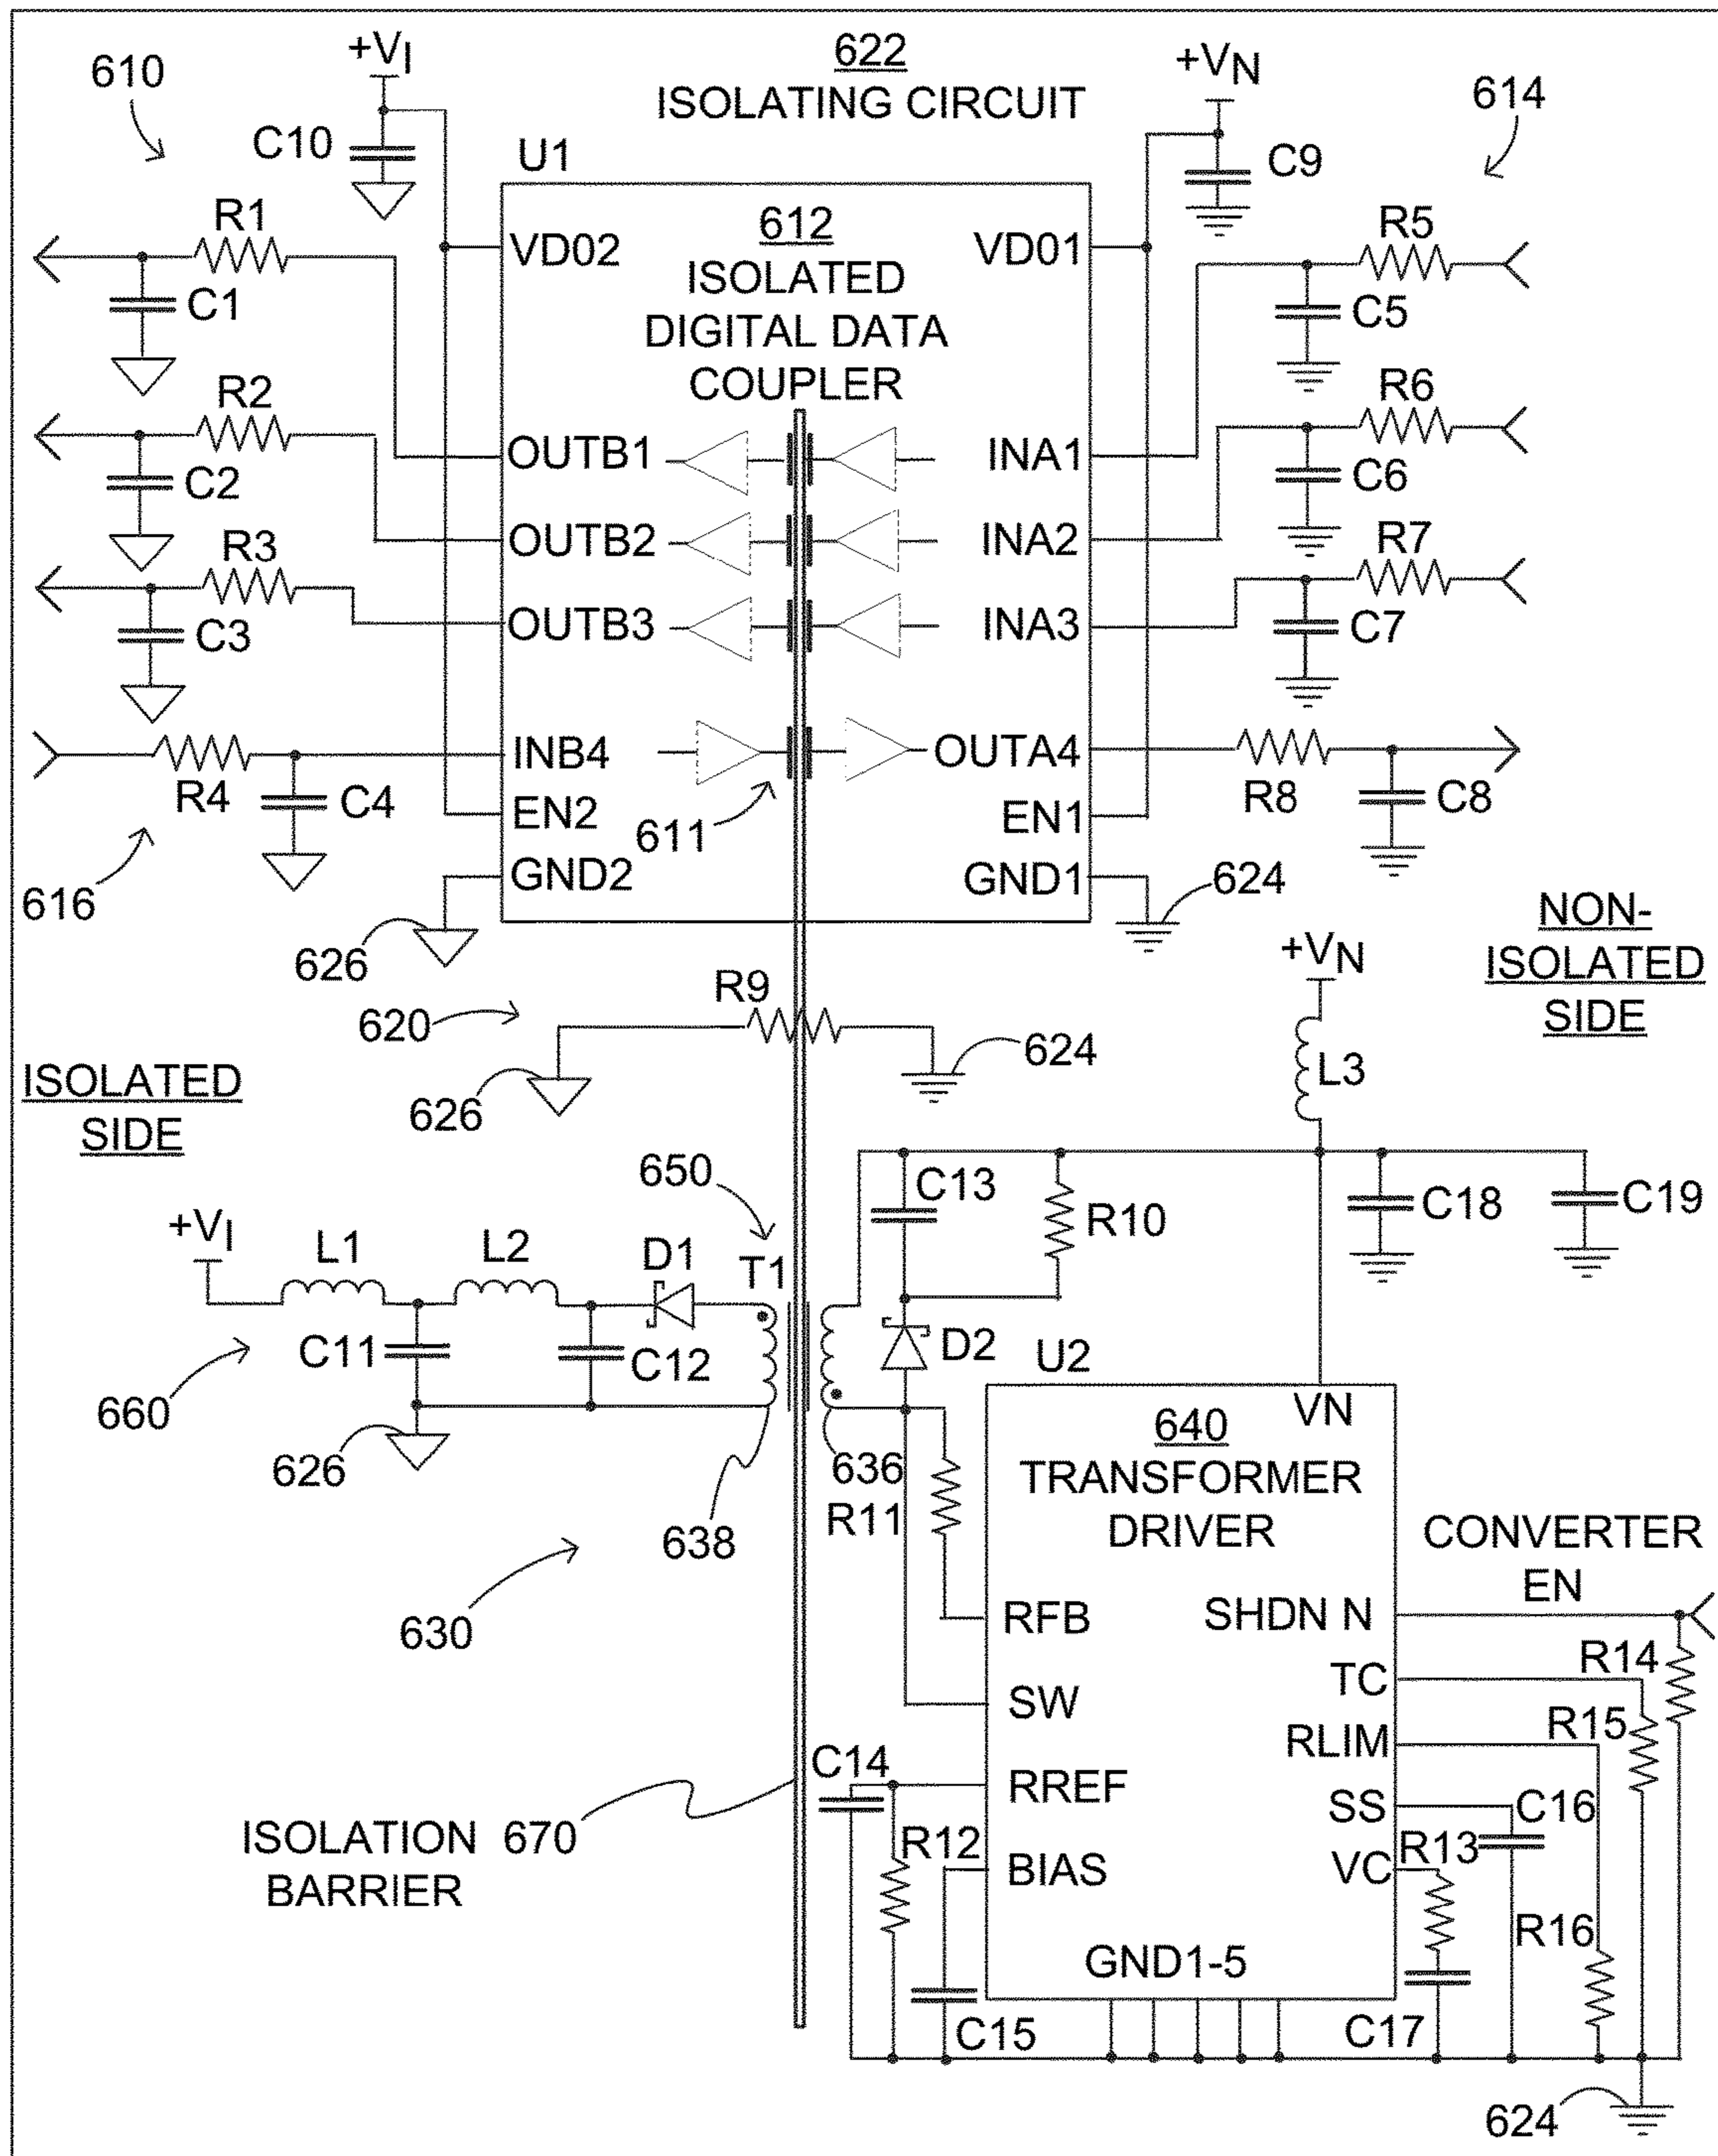 622
ISOLATING CIRCUIT
+VI
+VN
610
614
C10
U1
C9
R1
612
R5
VD02
ISOLATED
VD01
C1
DIGITAL DATA
C5
COUPLER
R2
R6
OUTB1
INA1
C2
C6
R3
OUTB2
INA2
R7
C3
OUTB3
INA3
C7
INB4
OUTA4
R4
C4
R8
C8
EN2
611
EN1
616
GND2
GND1
624
626
NON-
ISOLATED
SIDE
+VN
R9
620
624
L3
ISOLATED
SIDE
626
650
C13
R10
C18
C19
+VI
L1
L2
D1
T1
C11
C12
D2
U2
660
VN
626
636
640
TRANSFORMER
DRIVER
R11
638
CONVERTER
EN
630
RFB
SHDN N
R14
TC
SW
R15
RLIM
C14
RREF
SS
C16
ISOLATION
BARRIER
670
R12
R13
BIAS
VC
R16
GND1-5
C15
C17
624